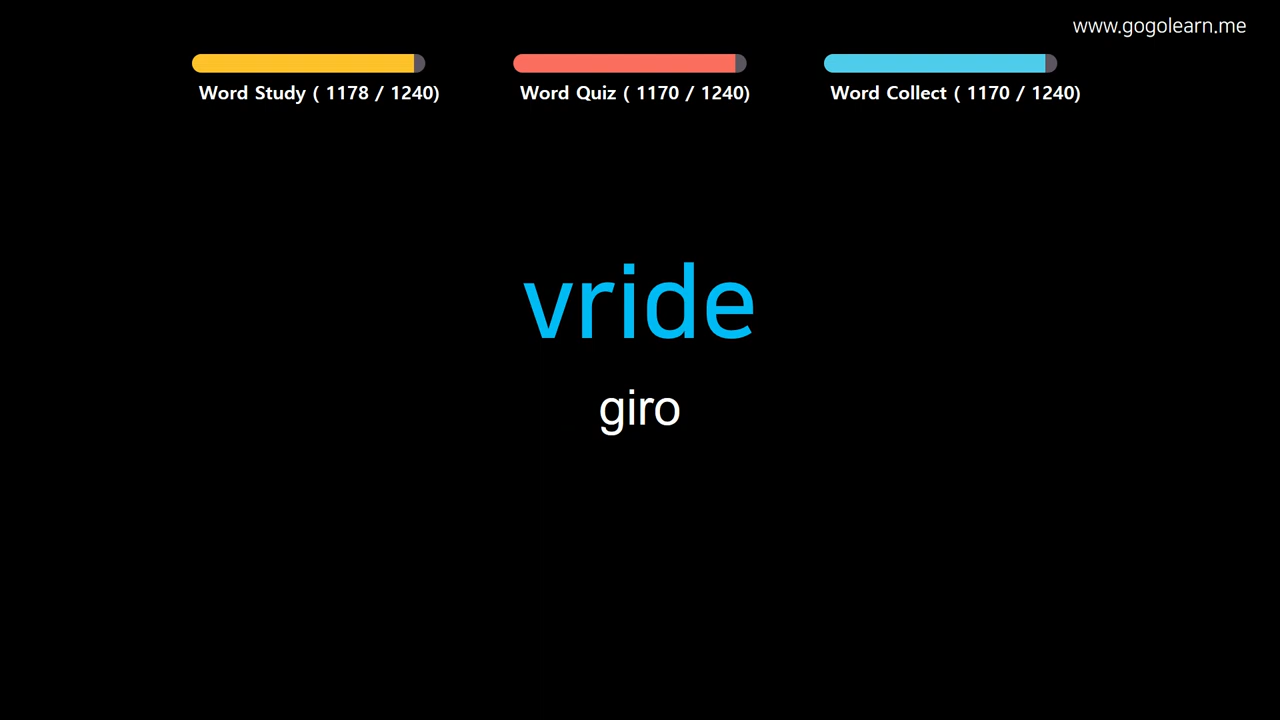 www.gogolearn.me
Word Study ( 1178 / 1240)
Word Quiz ( 1170 / 1240)
Word Collect ( 1170 / 1240)
vride
giro